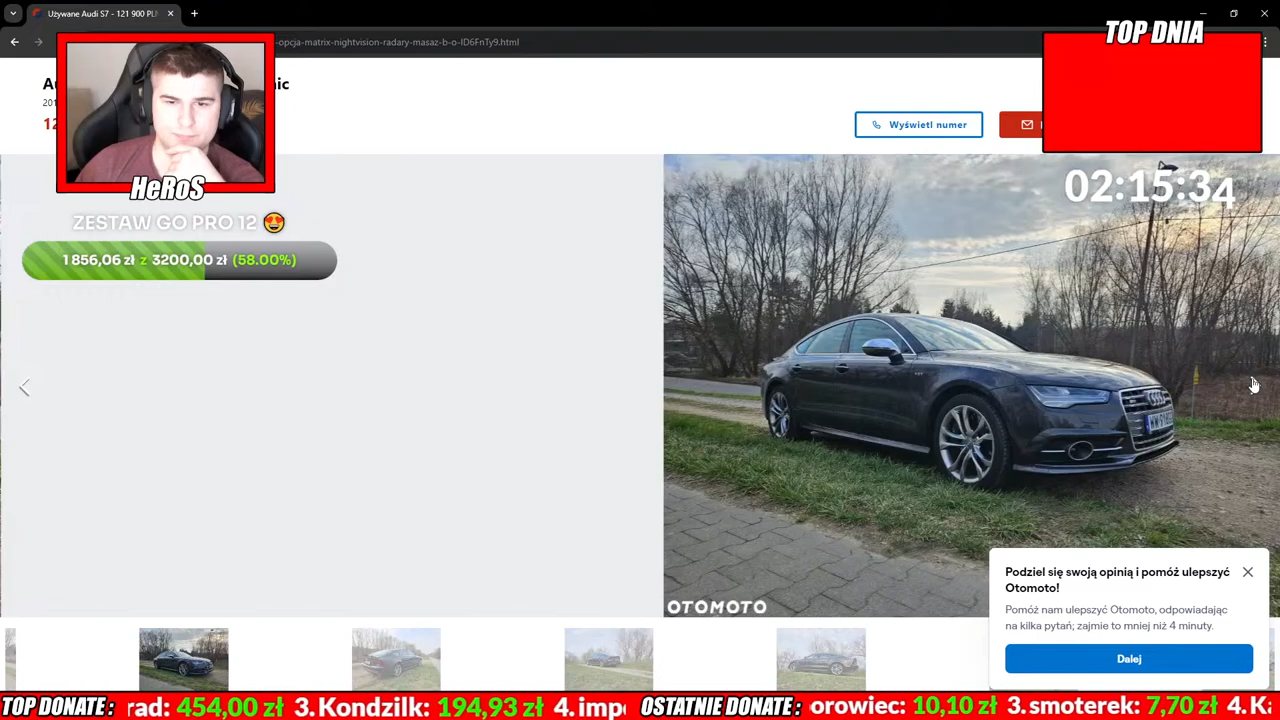 Używane Audi S7 - 121 900 PLN
-opcja-matrix-nightvision-radary-masaz-b-o-ID6FnTy9.html
TOP DNIA
Au
nic
201
12
Wyświetl numer
HeRoS
02:15:34
ZESTAW GO PRO 12 😍
1 856,06 zł z 3200,00 zł (58.00%)
OTOMOTO
Podziel się swoją opinią i pomóż ulepszyć
Otomoto!
Pomóż nam ulepszyć Otomoto, odpowiadając
na kilka pytań; zajmie to mniej niż 4 minuty.
Dalej
TOP DONATE : rad: 454,00 zł 3.Kondzilk: 194,93 zł 4. imp OSTATNIE DONATE : orowiec: 10,10 zł 3.smoterek: 7,70 zł 4.K